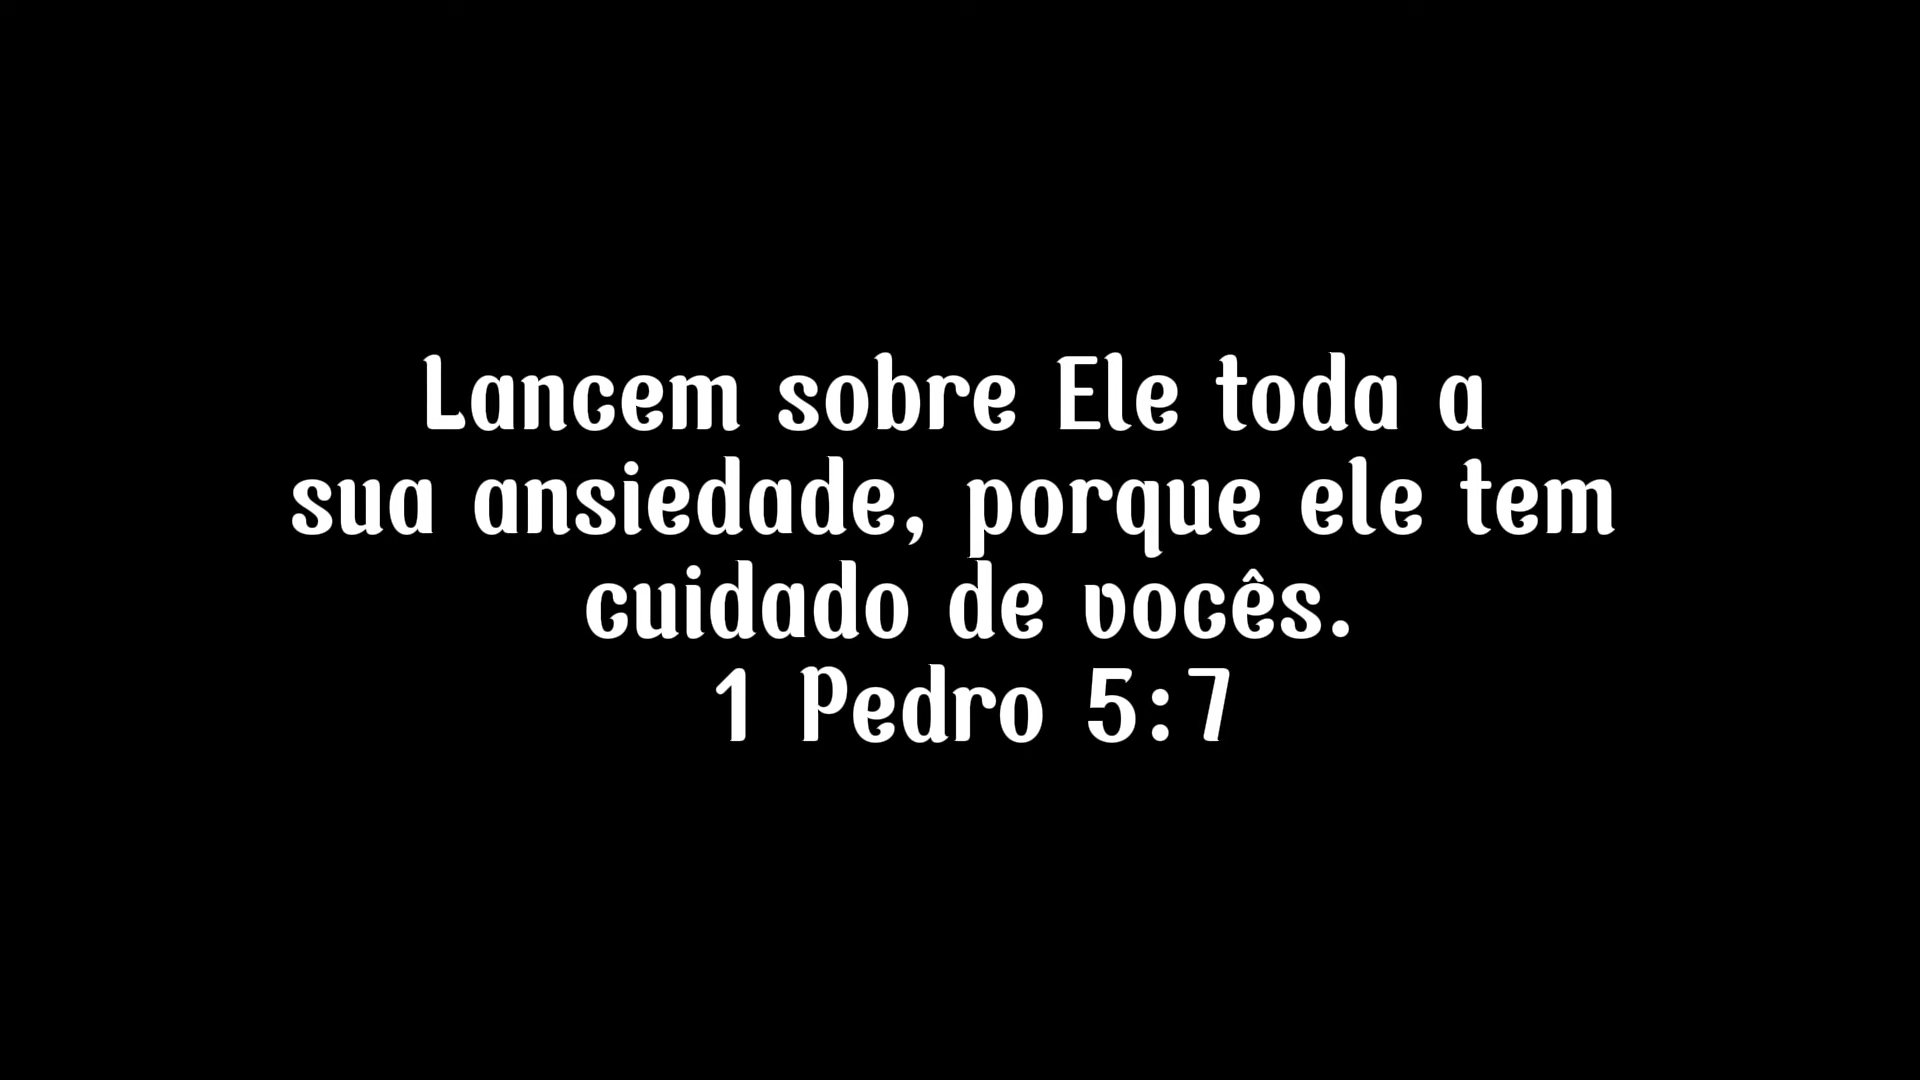 Lancem sobre Ele toda a
sua ansiedade, porque ele tem
cuidado de vocês.
1 Pedro 5:7